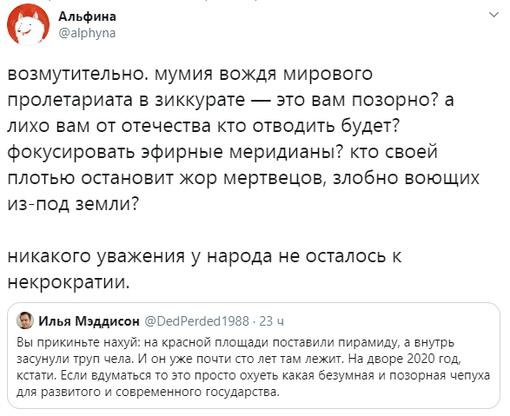 Альфина
@alphyna
возмутительно. мумия вождя мирового
пролетариата в зиккурате — это вам позорно? а
лихо вам от отечества кто отводить будет?
фокусировать эфирные меридианы? кто своей
плотью остановит жор мертвецов, злобно воющих
из-под земли?
никакого уважения у народа не осталось к
некрократии.
Илья Мэддисон @DedPerded1988 · 23 ч
Вы прикиньте нахуй: на красной площади поставили пирамиду, а внутрь
засунули труп чела. И он уже почти сто лет там лежит. На дворе 2020 год,
кстати. Если вдуматься то это просто охуеть какая безумная и позорная чепуха
для развитого и современного государства.